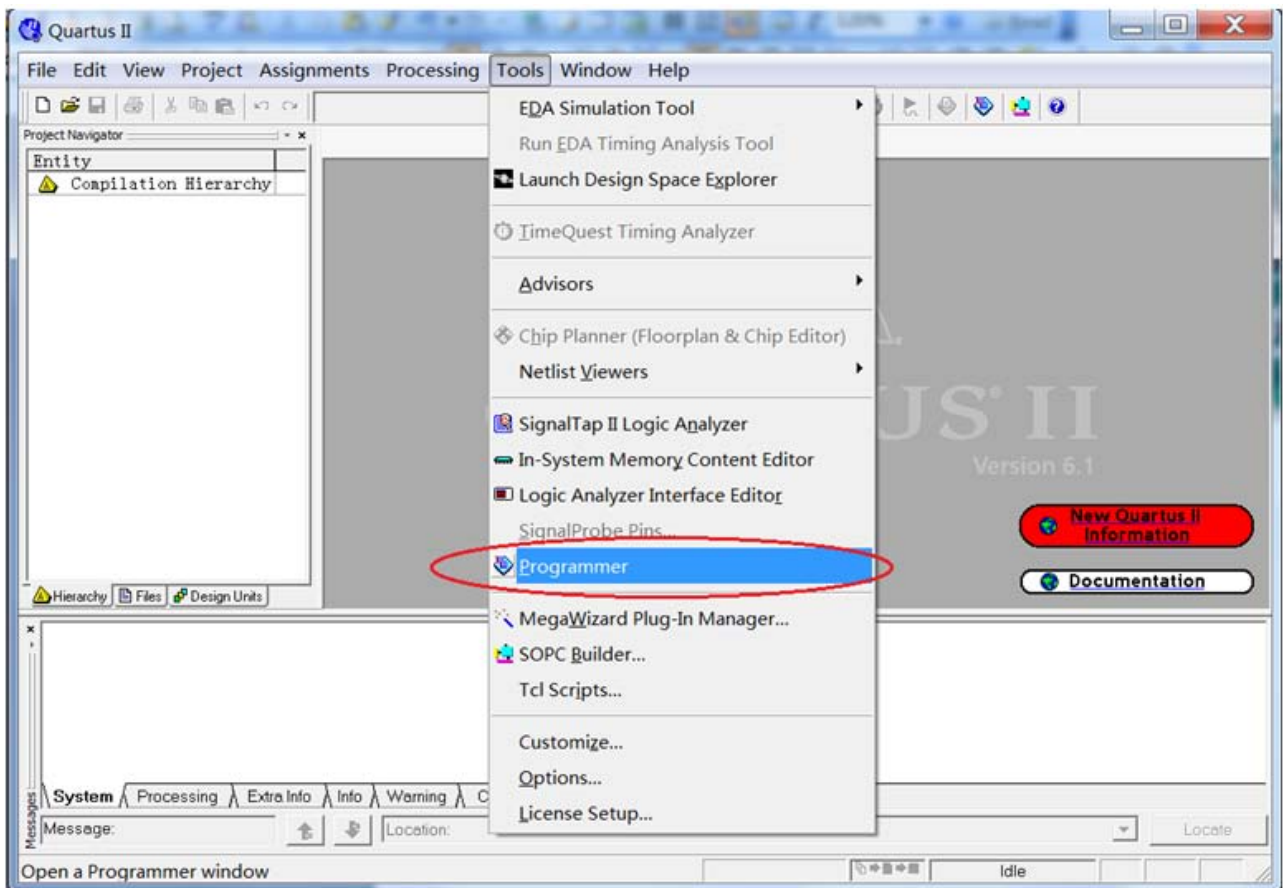 Quartus II
File Edit View Project Assignments Processing Tools Window Help
Project Navigator
Entity
Compilation Hierarchy
EDA Simulation Tool
Run EDA Timing Analysis Tool
Launch Design Space Explorer
TimeQuest Timing Analyzer
Advisors
Chip Planner (Floorplan & Chip Editor)
Netlist Viewers
SignalTap II Logic Analyzer
In-System Memory Content Editor
Logic Analyzer Interface Editor
SignalProbe Pins...
Programmer
MegaWizard Plug-In Manager...
SOPC Builder...
Tcl Scripts...
Customize...
Options...
License Setup...
US II
Version 6.1
New Quartus II
Information
Documentation
Hierarchy Files Design Units
System Processing Extra Info Info Warning C
Messages
Message: Location: Locate
Open a Programmer window Idle